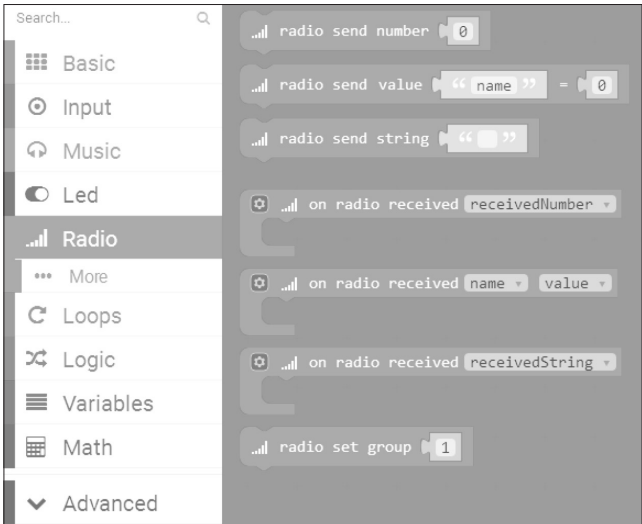 Search...
Basic
Input
Music
Led
Radio
More
Loops
Logic
Variables
Math
Advanced
radio send number 0
radio send value “ name ” = 0
radio send string “ ”
on radio received receivedNumber
on radio received name value
on radio received receivedString
radio set group 1